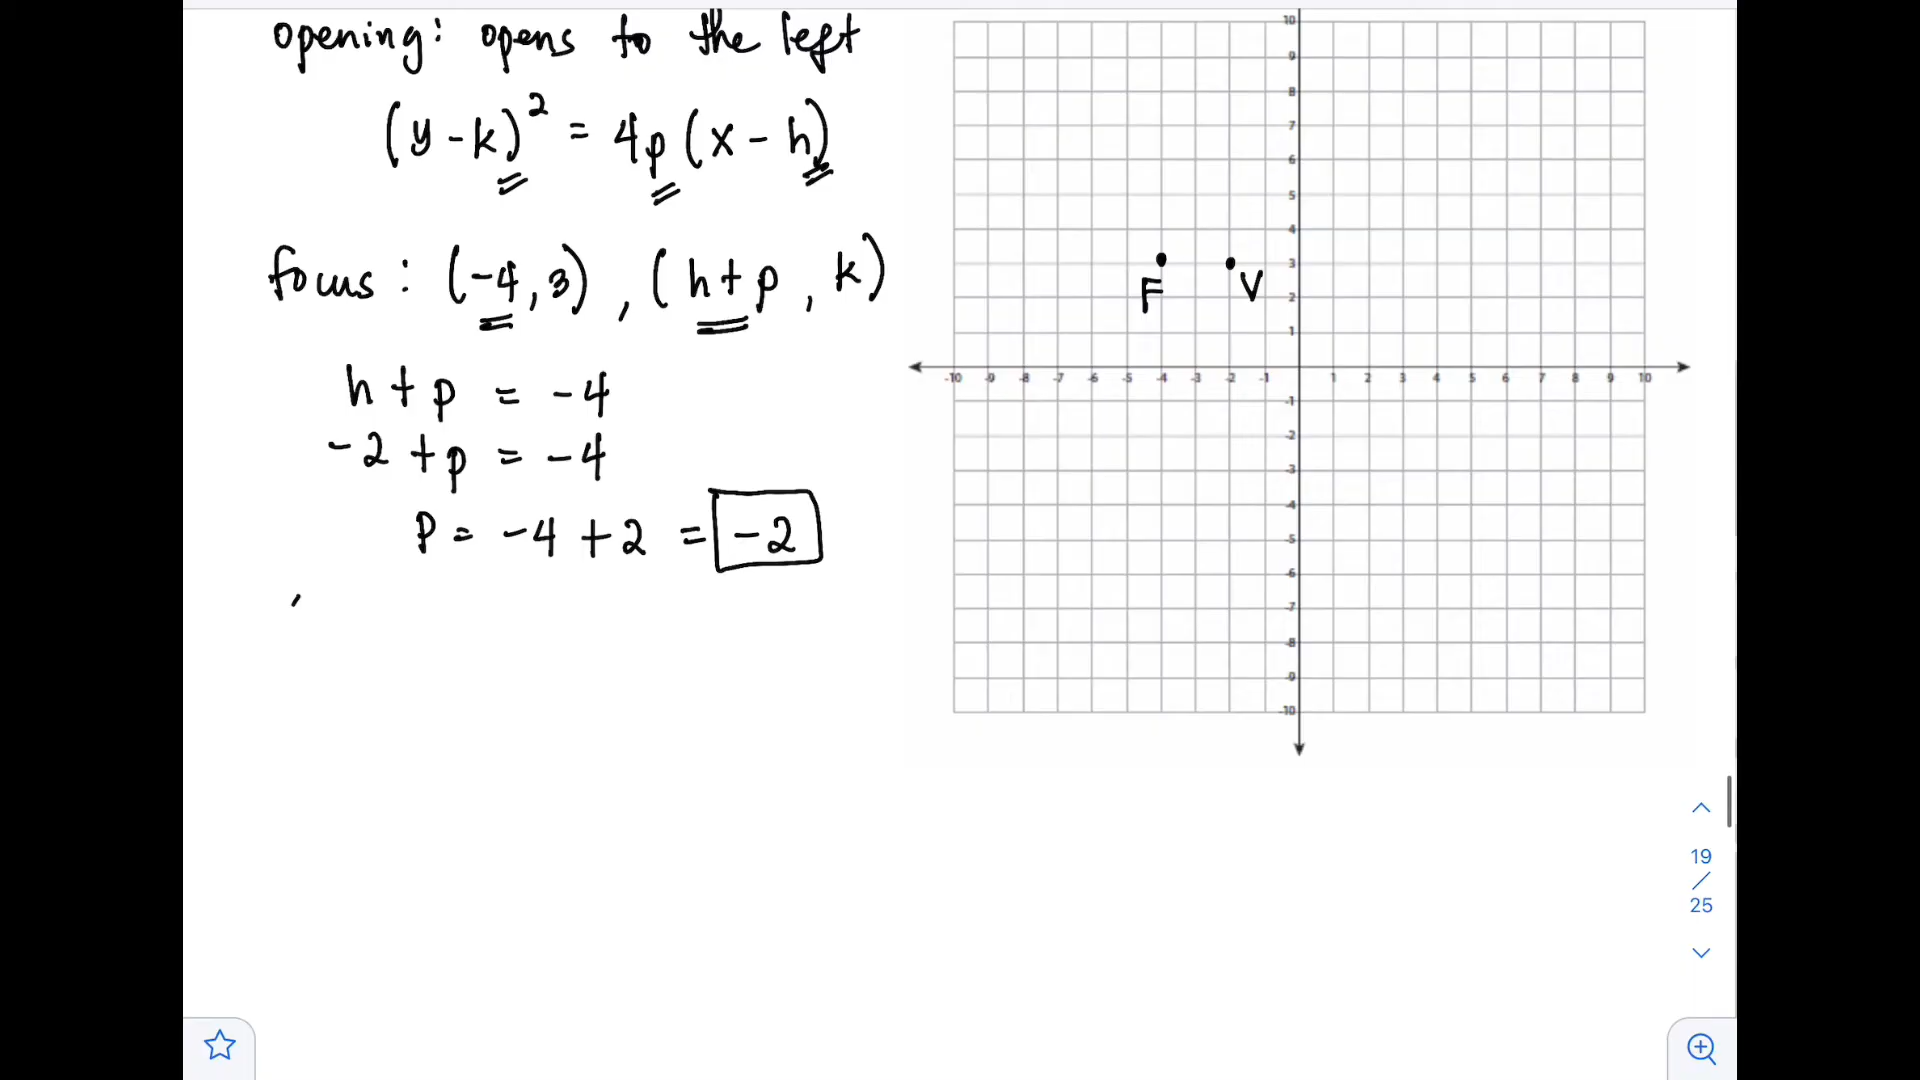 opening: opens to the left
(y-k)² = 4p(x-h)
focus: (-4,3), (h+p, k)
h+p = -4
-2+p = -4
P = -4+2 = -2
10
9
8
7
6
5
4
3
2
1
F V
-10 -9 -8 -7 -6 -5 -4 -3 -2 -1 1 2 3 4 5 6 7 8 9 10
-1
-2
-3
-4
-5
-6
-7
-8
-9
-10
19
/
25